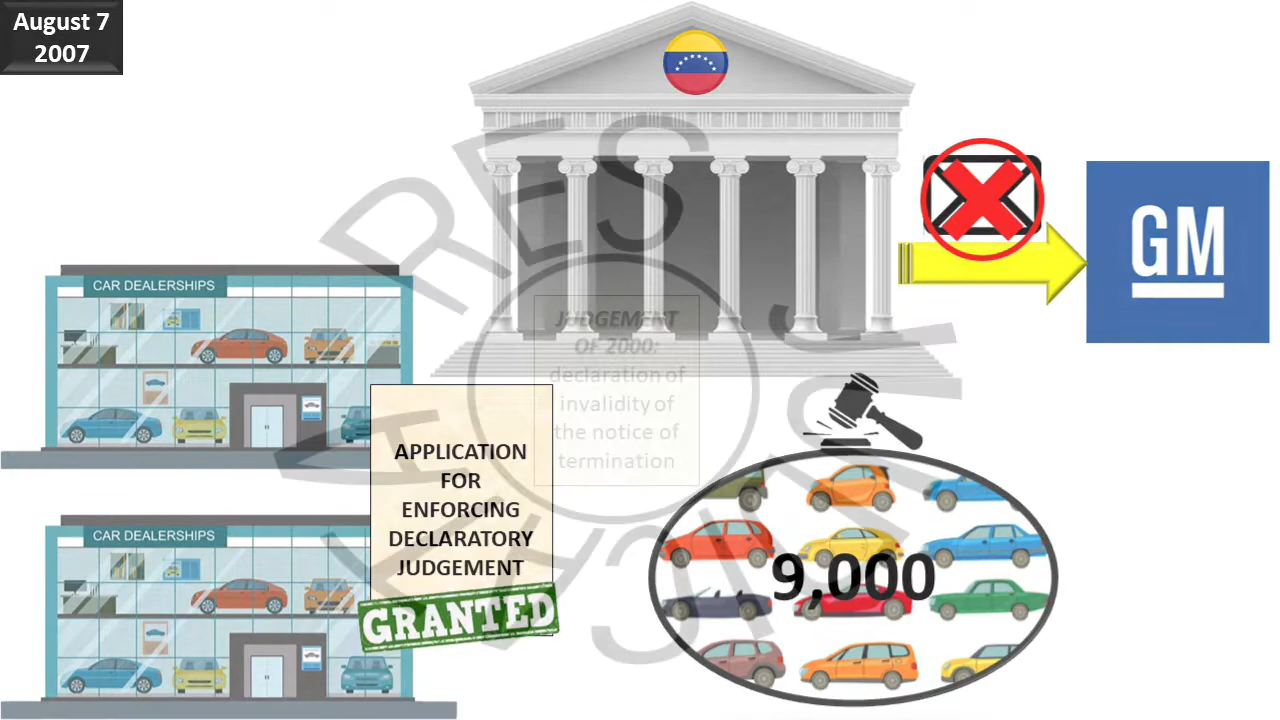 August 7
2007
GM
RES
CAR DEALERSHIPS
JUDGEMENT
OF 2000:
declaration of
invalidity of
the notice of
termination
APPLICATION
FOR
ENFORCING
DECLARATORY
JUDGEMENT
GRANTED
CAR DEALERSHIPS
9,000